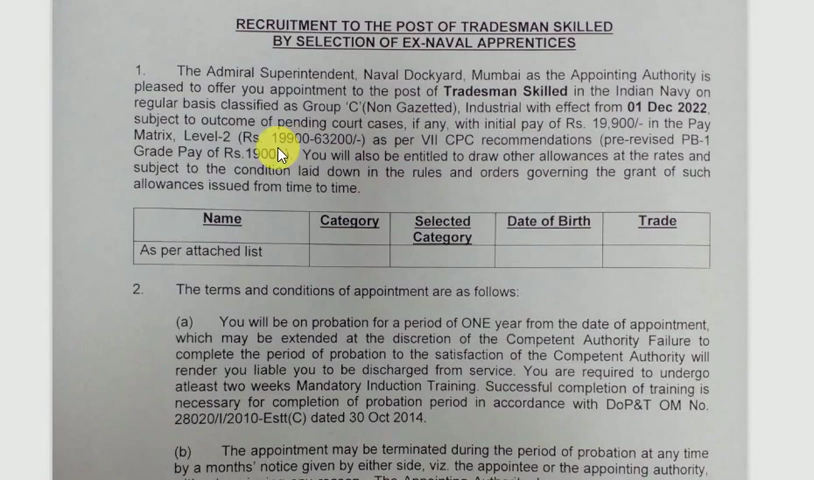 RECRUITMENT TO THE POST OF TRADESMAN SKILLED
BY SELECTION OF EX-NAVAL APPRENTICES
1. The Admiral Superintendent, Naval Dockyard, Mumbai as the Appointing Authority is
pleased to offer you appointment to the post of Tradesman Skilled in the Indian Navy on
regular basis classified as Group 'C'(Non Gazetted), Industrial with effect from 01 Dec 2022,
subject to outcome of pending court cases, if any, with initial pay of Rs. 19,900/- in the Pay
Matrix, Level-2 (Rs 19900-63200/-) as per VII CPC recommendations (pre-revised PB-1
Grade Pay of Rs.1900 You will also be entitled to draw other allowances at the rates and
subject to the condition laid down in the rules and orders governing the grant of such
allowances issued from time to time.
Name Category Selected Category Date of Birth Trade
As per attached list
2. The terms and conditions of appointment are as follows:
(a) You will be on probation for a period of ONE year from the date of appointment,
which may be extended at the discretion of the Competent Authority Failure to
complete the period of probation to the satisfaction of the Competent Authority will
render you liable you to be discharged from service. You are required to undergo
atleast two weeks Mandatory Induction Training. Successful completion of training is
necessary for completion of probation period in accordance with DoP&T OM No.
28020/I/2010-Estt(C) dated 30 Oct 2014.
(b) The appointment may be terminated during the period of probation at any time
by a months' notice given by either side, viz. the appointee or the appointing authority,